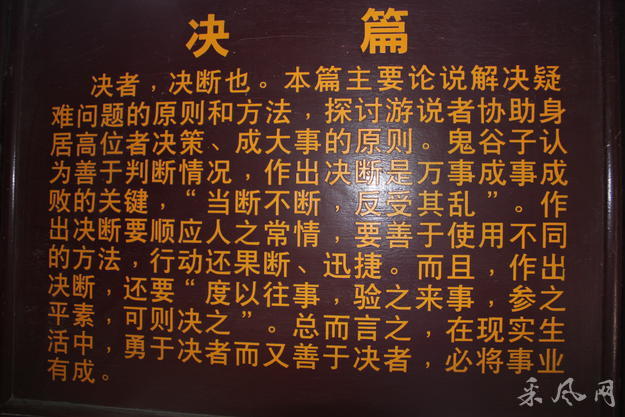 决 篇
决者，决断也。本篇主要论说解决疑
难问题的原则和方法，探讨游说者协助身
居高位者决策、成大事的原则。鬼谷子认
为善于判断情况，作出决断是万事成事成
败的关键，“当断不断，反受其乱”。作
出决断要顺应人之常情，要善于使用不同
的方法，行动还果断、迅捷。而且，作出
决断，还要“度以往事，验之来事，参之
平素，可则决之”。总而言之，在现实生
活中，勇于决者而又善于决者，必将事业
有成。
采风网